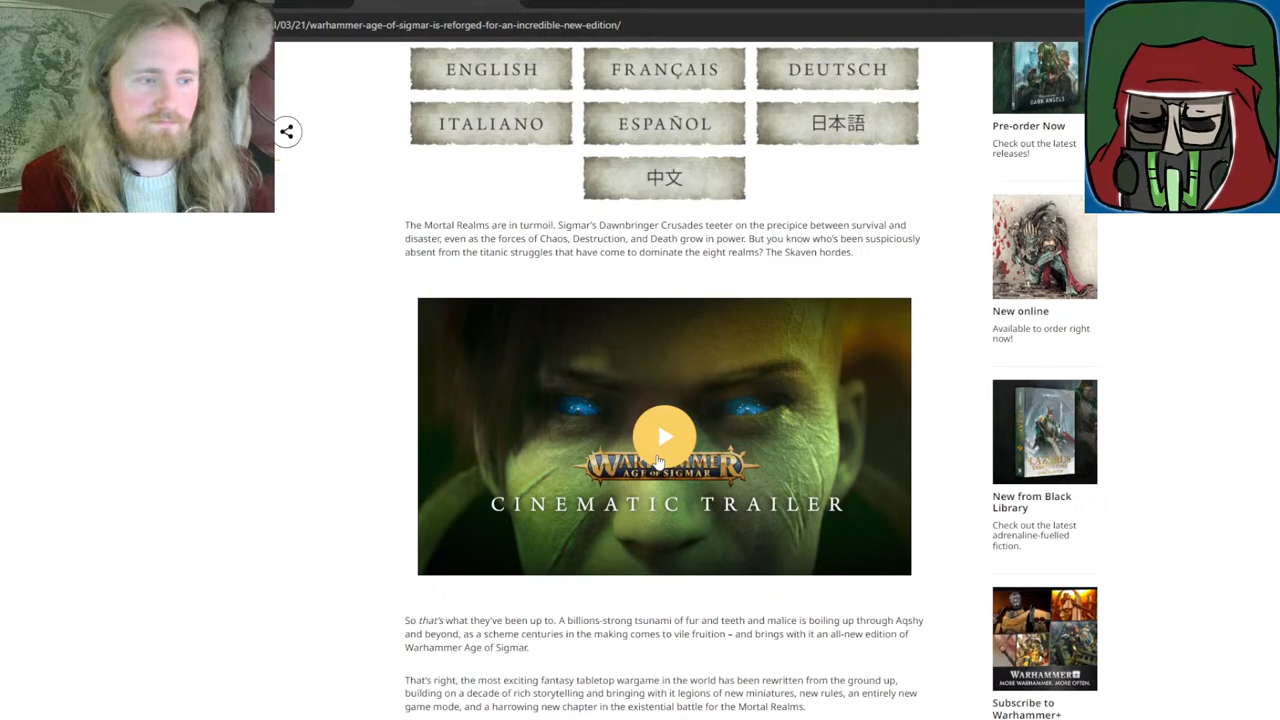 /03/21/warhammer-age-of-sigmar-is-reforged-for-an-incredible-new-edition/
ENGLISH
FRANÇAIS
DEUTSCH
ITALIANO
ESPAÑOL
日本語
中文
The Mortal Realms are in turmoil. Sigmar's Dawnbringer Crusades teeter on the precipice between survival and
disaster, even as the forces of Chaos, Destruction, and Death grow in power. But you know who's been suspiciously
absent from the titanic struggles that have come to dominate the eight realms? The Skaven hordes.
WARHAMMER
AGE OF SIGMAR
CINEMATIC TRAILER
So that's what they've been up to. A billions-strong tsunami of fur and teeth and malice is boiling up through Aqshy
and beyond, as a scheme centuries in the making comes to vile fruition – and brings with it an all-new edition of
Warhammer Age of Sigmar.
That's right, the most exciting fantasy tabletop wargame in the world has been rewritten from the ground up,
building on a decade of rich storytelling and bringing with it legions of new miniatures, new rules, an entirely new
game mode, and a harrowing new chapter in the existential battle for the Mortal Realms.
DARK ANGELS
Pre-order Now
Check out the latest
releases!
New online
Available to order right
now!
LAZARUS
New from Black
Library
Check out the latest
adrenaline-fuelled
fiction.
WARHAMMER+
MORE WARHAMMER. MORE OFTEN.
Subscribe to
Warhammer+